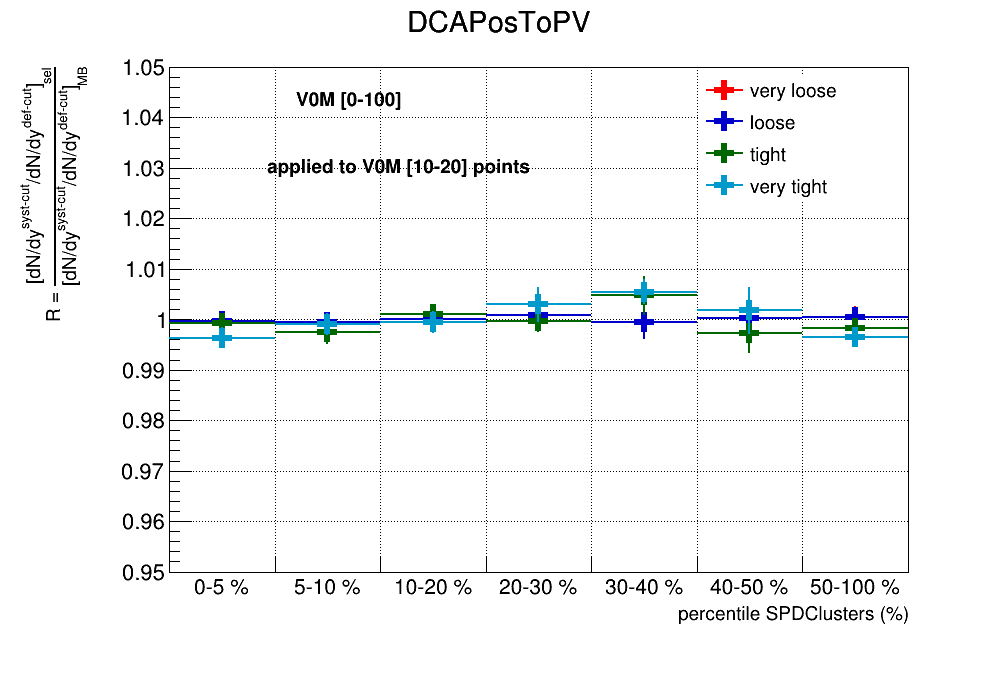 DCAPosToPV
R = [dN/dy^syst-cut/dN/dy^def-cut]_sel / [dN/dy^syst-cut/dN/dy^def-cut]_MB
1.05
1.04
1.03
1.02
1.01
1
0.99
0.98
0.97
0.96
0.95
V0M [0-100]
applied to V0M [10-20] points
very loose
loose
tight
very tight
0-5 % 5-10 % 10-20 % 20-30 % 30-40 % 40-50 % 50-100 %
percentile SPDClusters (%)